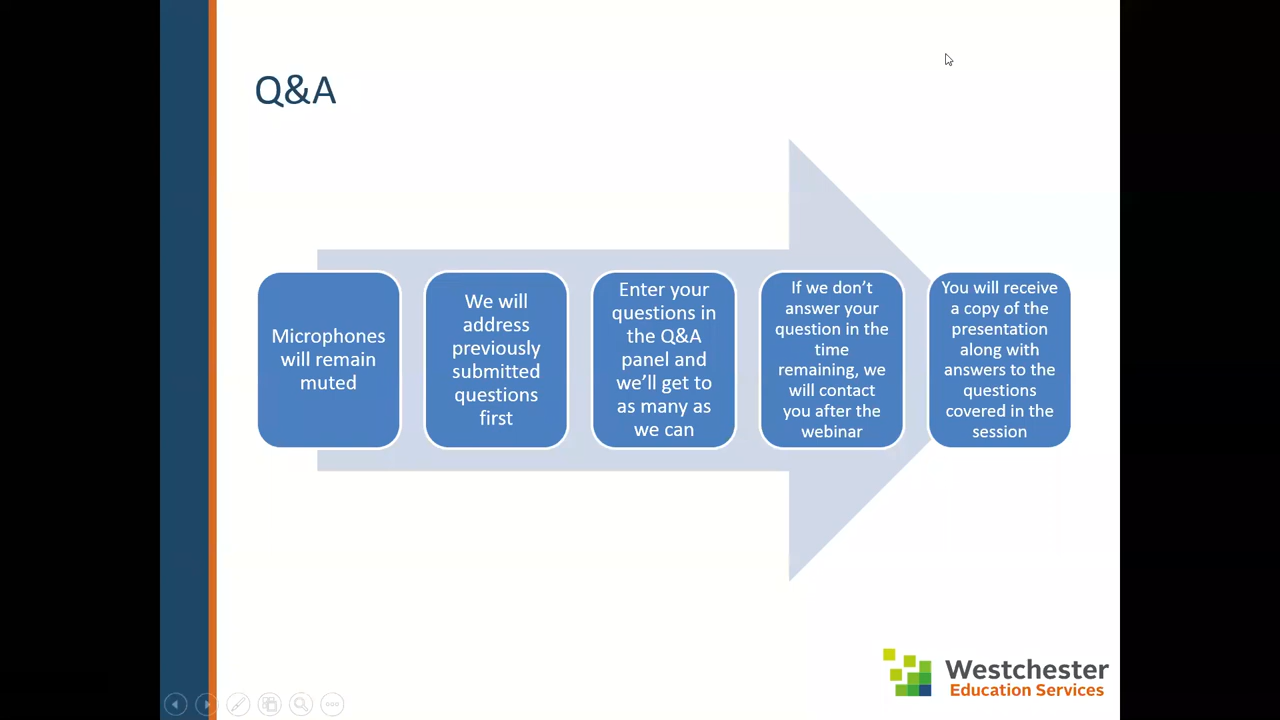 Q&A
Microphones
will remain
muted
We will
address
previously
submitted
questions
first
Enter your
questions in
the Q&A
panel and
we'll get to
as many as
we can
If we don't
answer your
question in the
time
remaining, we
will contact
you after the
webinar
You will receive
a copy of the
presentation
along with
answers to the
questions
covered in the
session
Westchester
Education Services